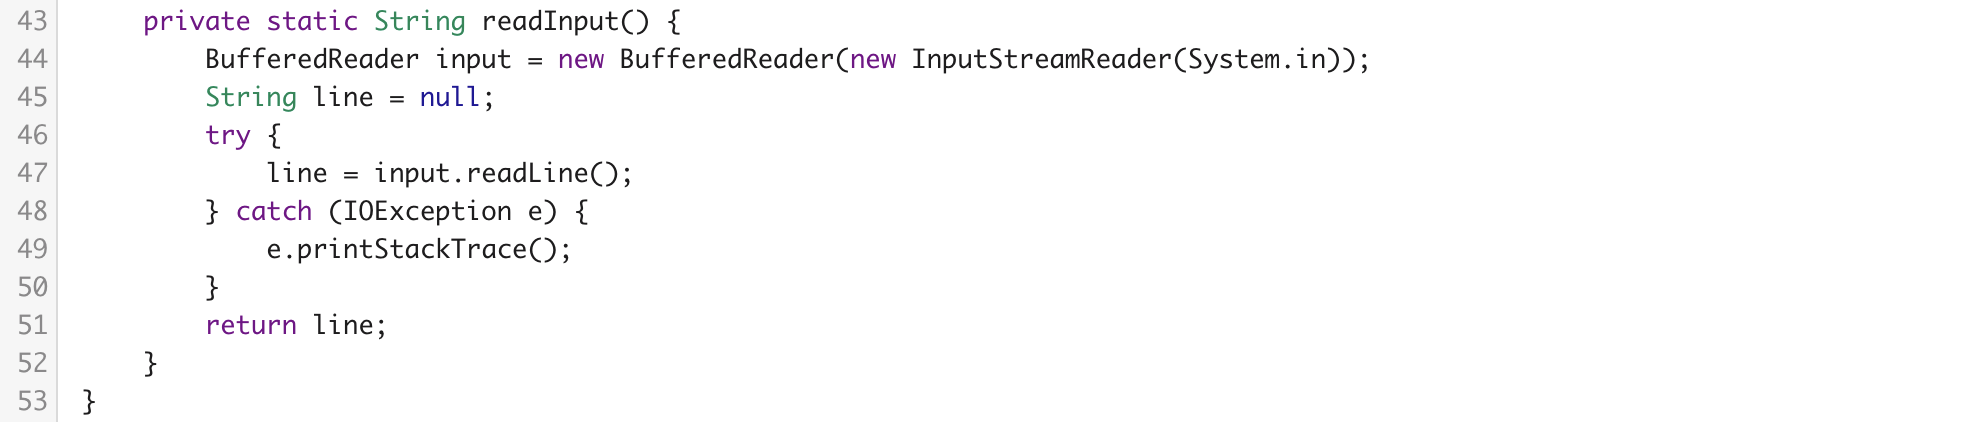 43 private static String readInput() {
44 BufferedReader input = new BufferedReader(new InputStreamReader(System.in));
45 String line = null;
46 try {
47 line = input.readLine();
48 } catch (IOException e) {
49 e.printStackTrace();
50 }
51 return line;
52 }
53 }